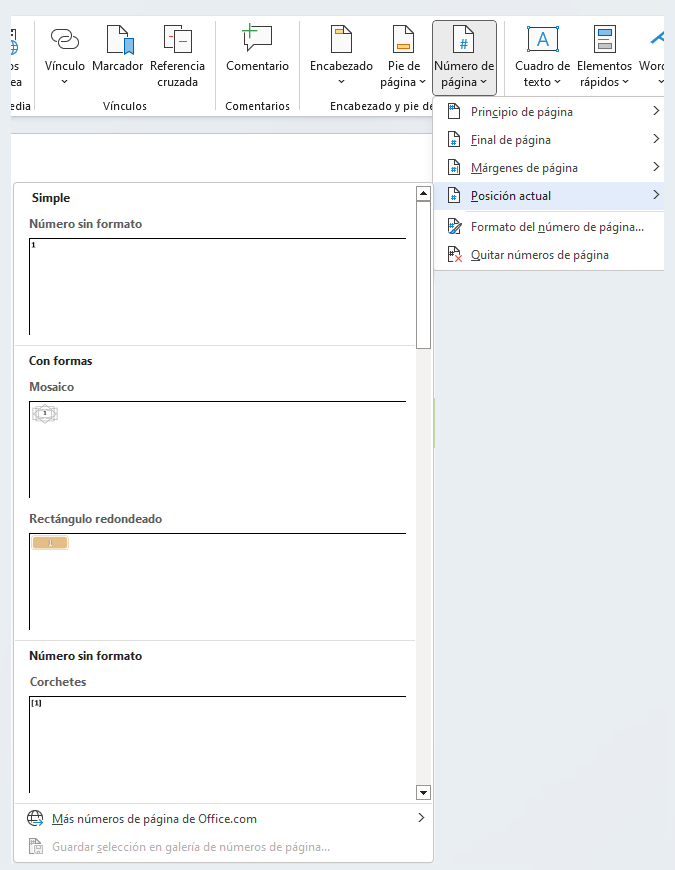 os
Vínculo
Marcador
Referencia
cruzada
Comentario
Encabezado
Pie de
página
Número de
página
Cuadro de
texto
Elementos
rápidos
ea
edia
Vínculos
Comentarios
Encabezado y pie de
Principio de página
Final de página
Márgenes de página
Posición actual
Formato del número de página...
Quitar números de página
Simple
Número sin formato
1
Con formas
Mosaico
1
Rectángulo redondeado
1
Número sin formato
Corchetes
[1]
Más números de página de Office.com
Guardar selección en galería de números de página...